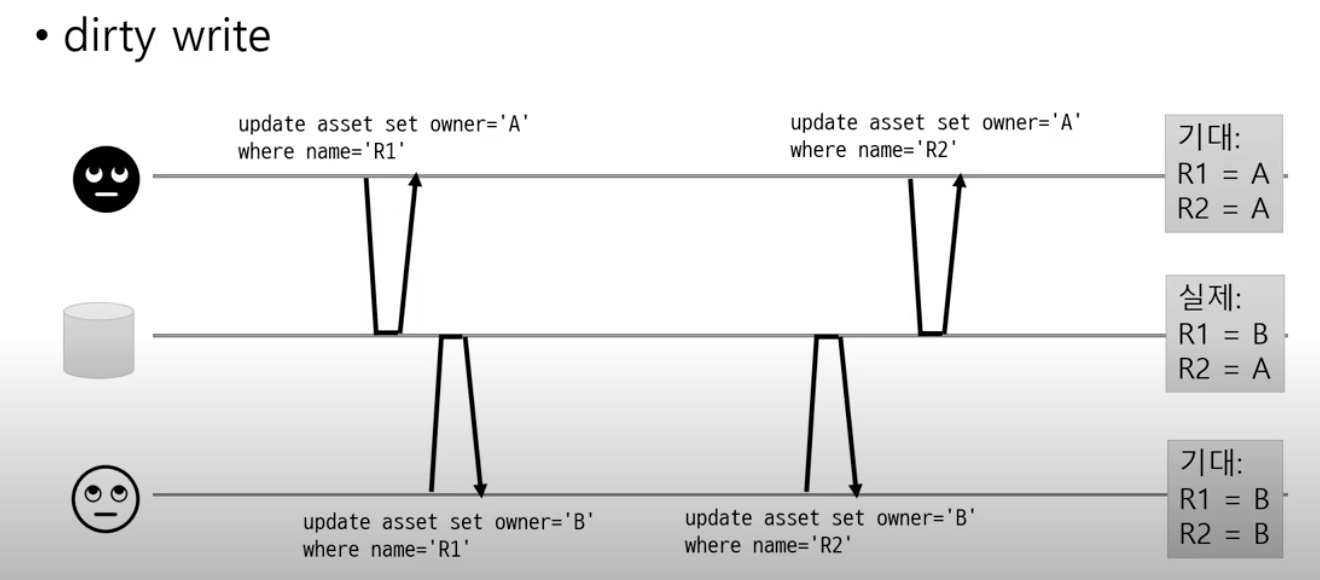 • dirty write
update asset set owner='A'
where name='R1'
update asset set owner='A'
where name='R2'
기대:
R1 = A
R2 = A
실제:
R1 = B
R2 = A
update asset set owner='B'
where name='R1'
update asset set owner='B'
where name='R2'
기대:
R1 = B
R2 = B